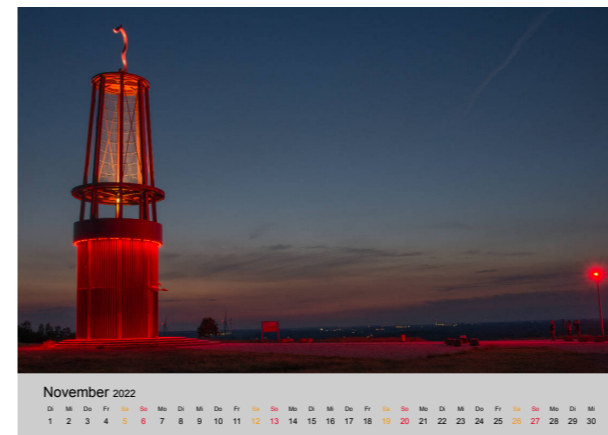 November 2022
Di Mi Do Fr Sa So Mo Di Mi Do Fr Sa So Mo Di Mi Do Fr Sa So Mo Di Mi Do Fr Sa So Mo Di Mi
1 2 3 4 5 6 7 8 9 10 11 12 13 14 15 16 17 18 19 20 21 22 23 24 25 26 27 28 29 30